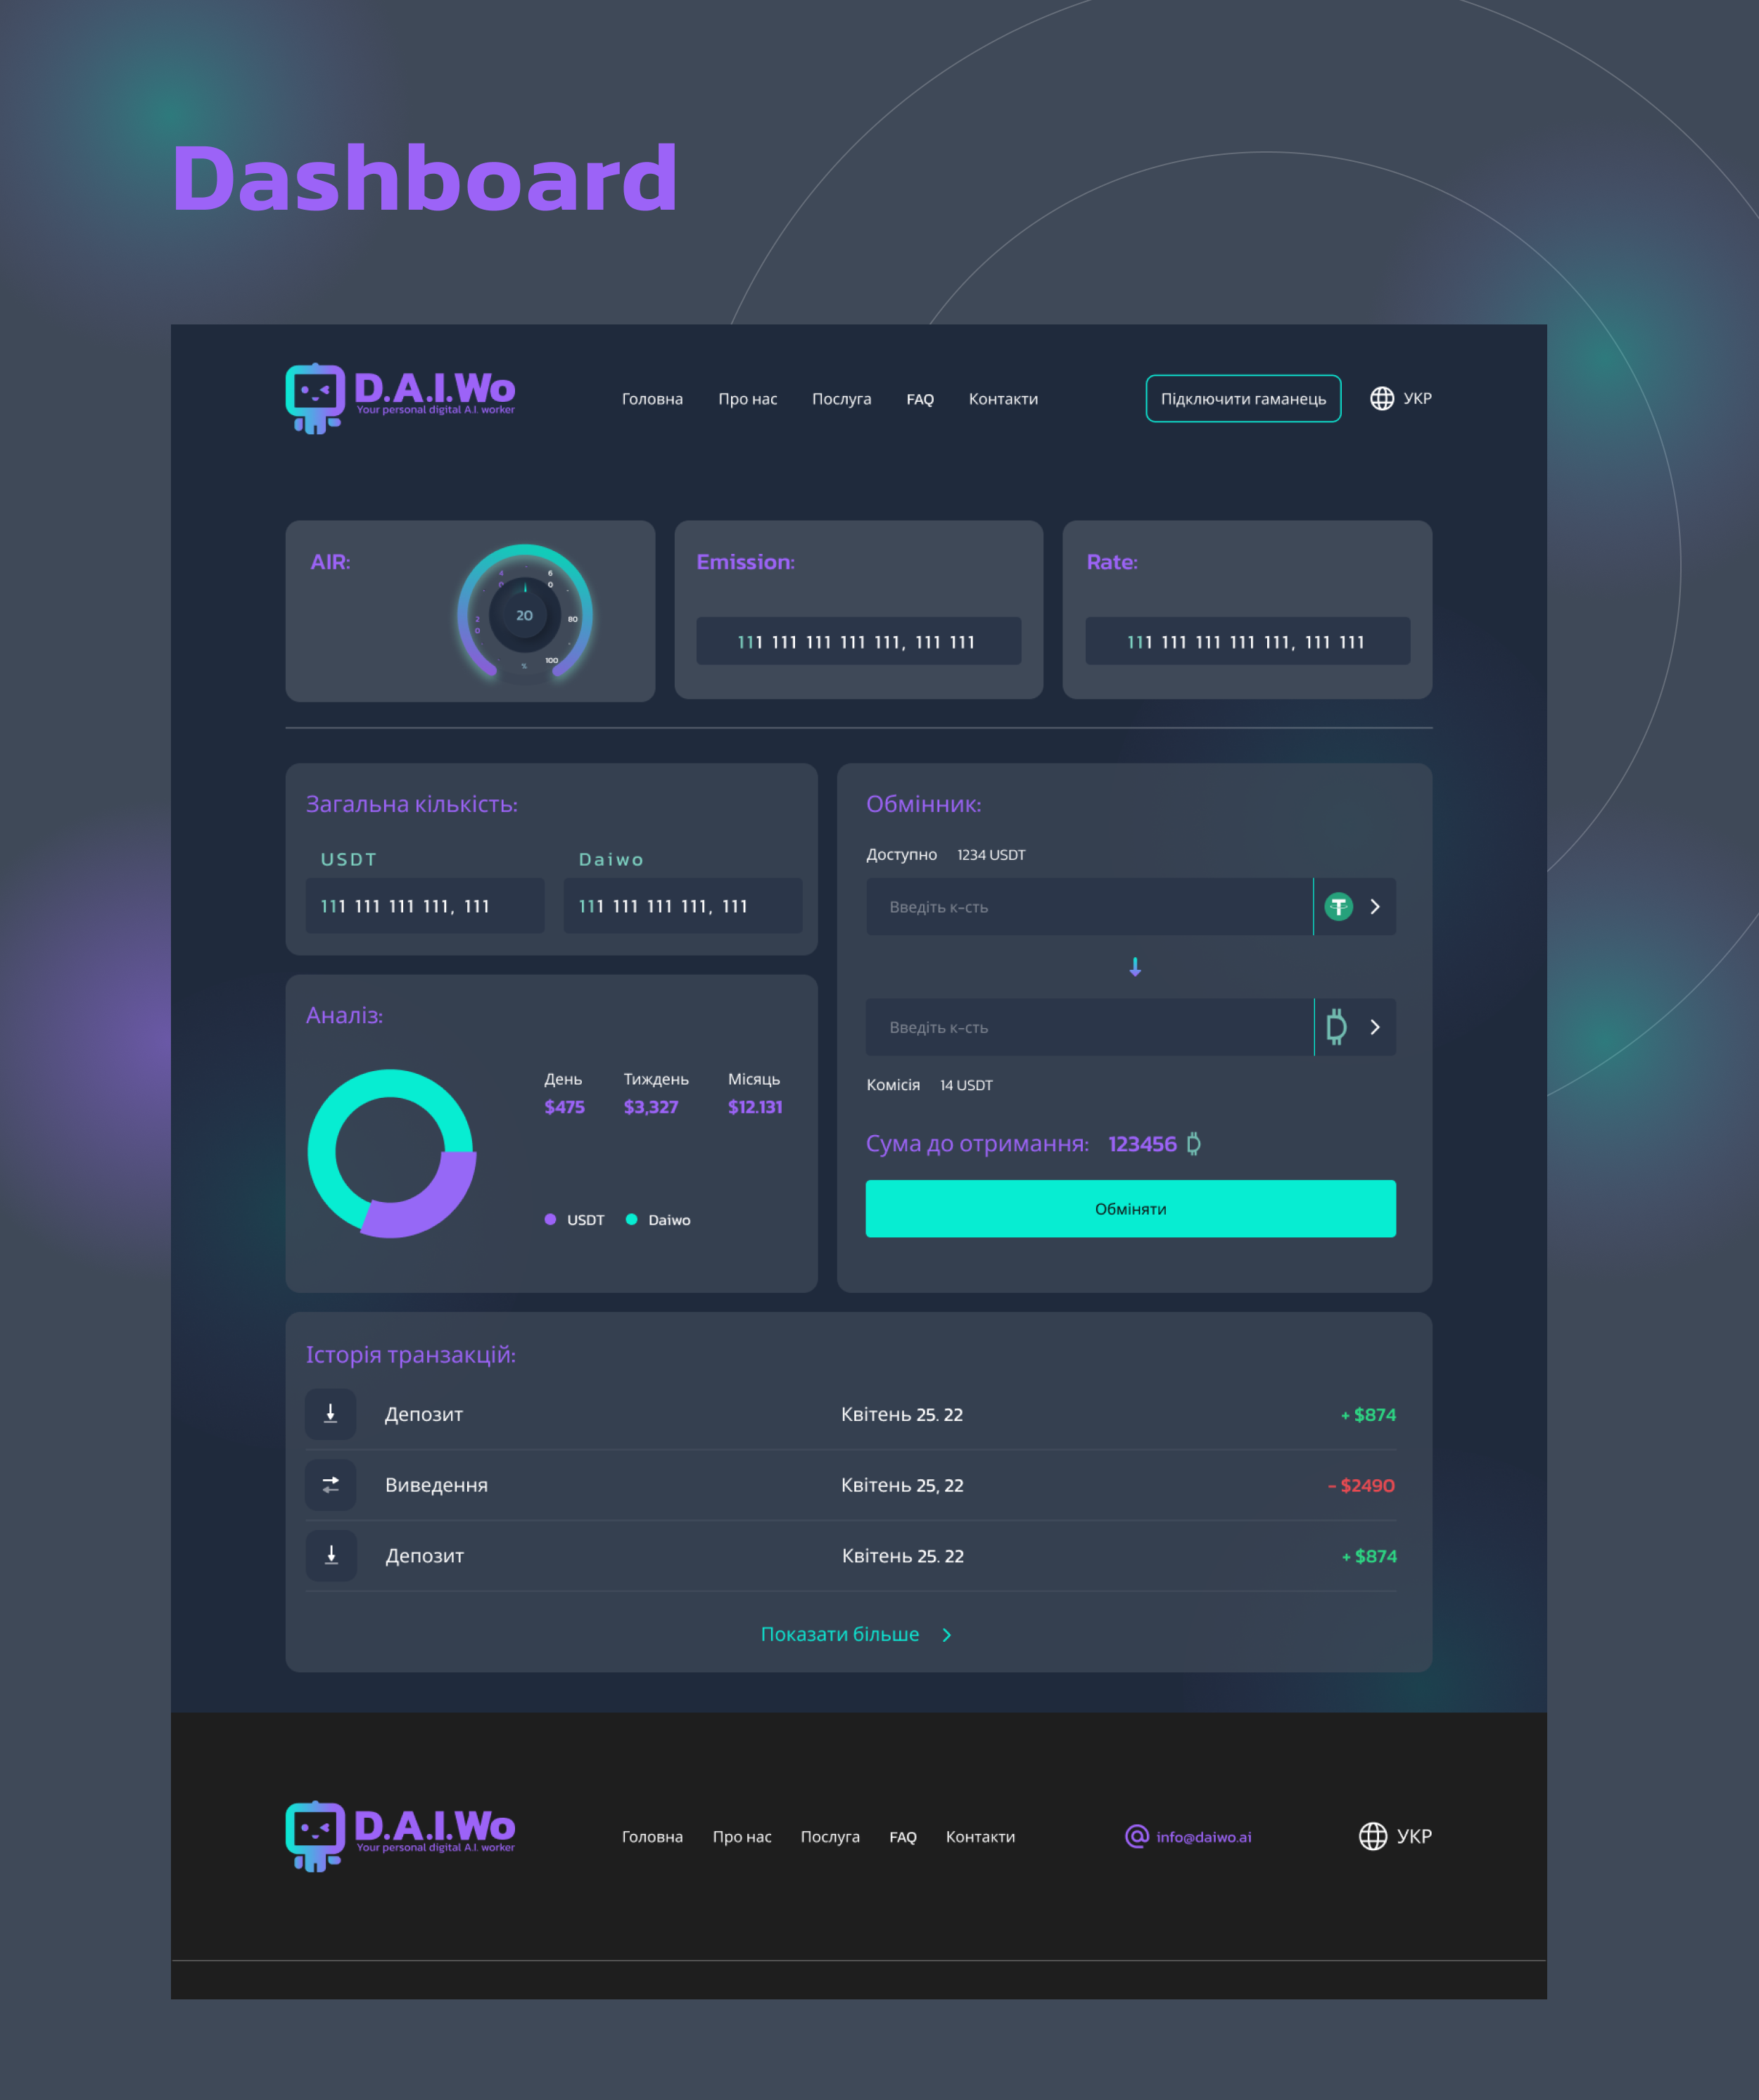 Dashboard
D.A.I.Wo
Your personal digital A.I. worker
Головна Про нас Послуга FAQ Контакти
Підключити гаманець
УКР
AIR:
40
60
20
20
80
100
%
Emission:
111 111 111 111 111, 111 111
Rate:
111 111 111 111 111, 111 111
Загальна кількість:
USDT Daiwo
111 111 111 111, 111 111 111 111 111, 111
Аналіз:
День Тиждень Місяць
$475 $3,327 $12.131
USDT Daiwo
Обмінник:
Доступно 1234 USDT
Введіть к-сть
Введіть к-сть
Комісія 14 USDT
Сума до отримання: 123456
Обміняти
Історія транзакцій:
Депозит Квітень 25. 22 + $874
Виведення Квітень 25, 22 - $2490
Депозит Квітень 25. 22 + $874
Показати більше
D.A.I.Wo
Your personal digital A.I. worker
Головна Про нас Послуга FAQ Контакти
info@daiwo.ai
УКР